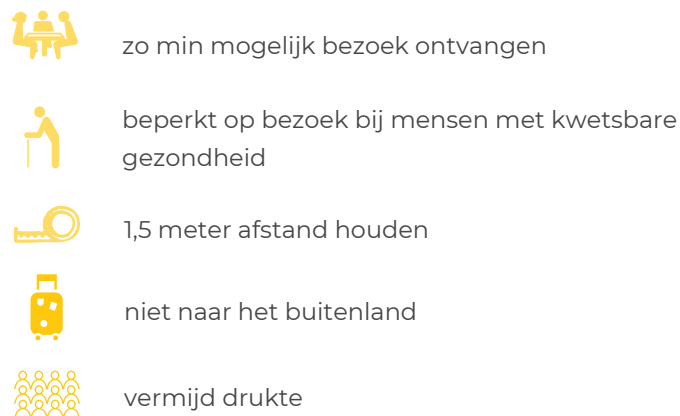 zo min mogelijk bezoek ontvangen
beperkt op bezoek bij mensen met kwetsbare
gezondheid
1,5 meter afstand houden
niet naar het buitenland
vermijd drukte